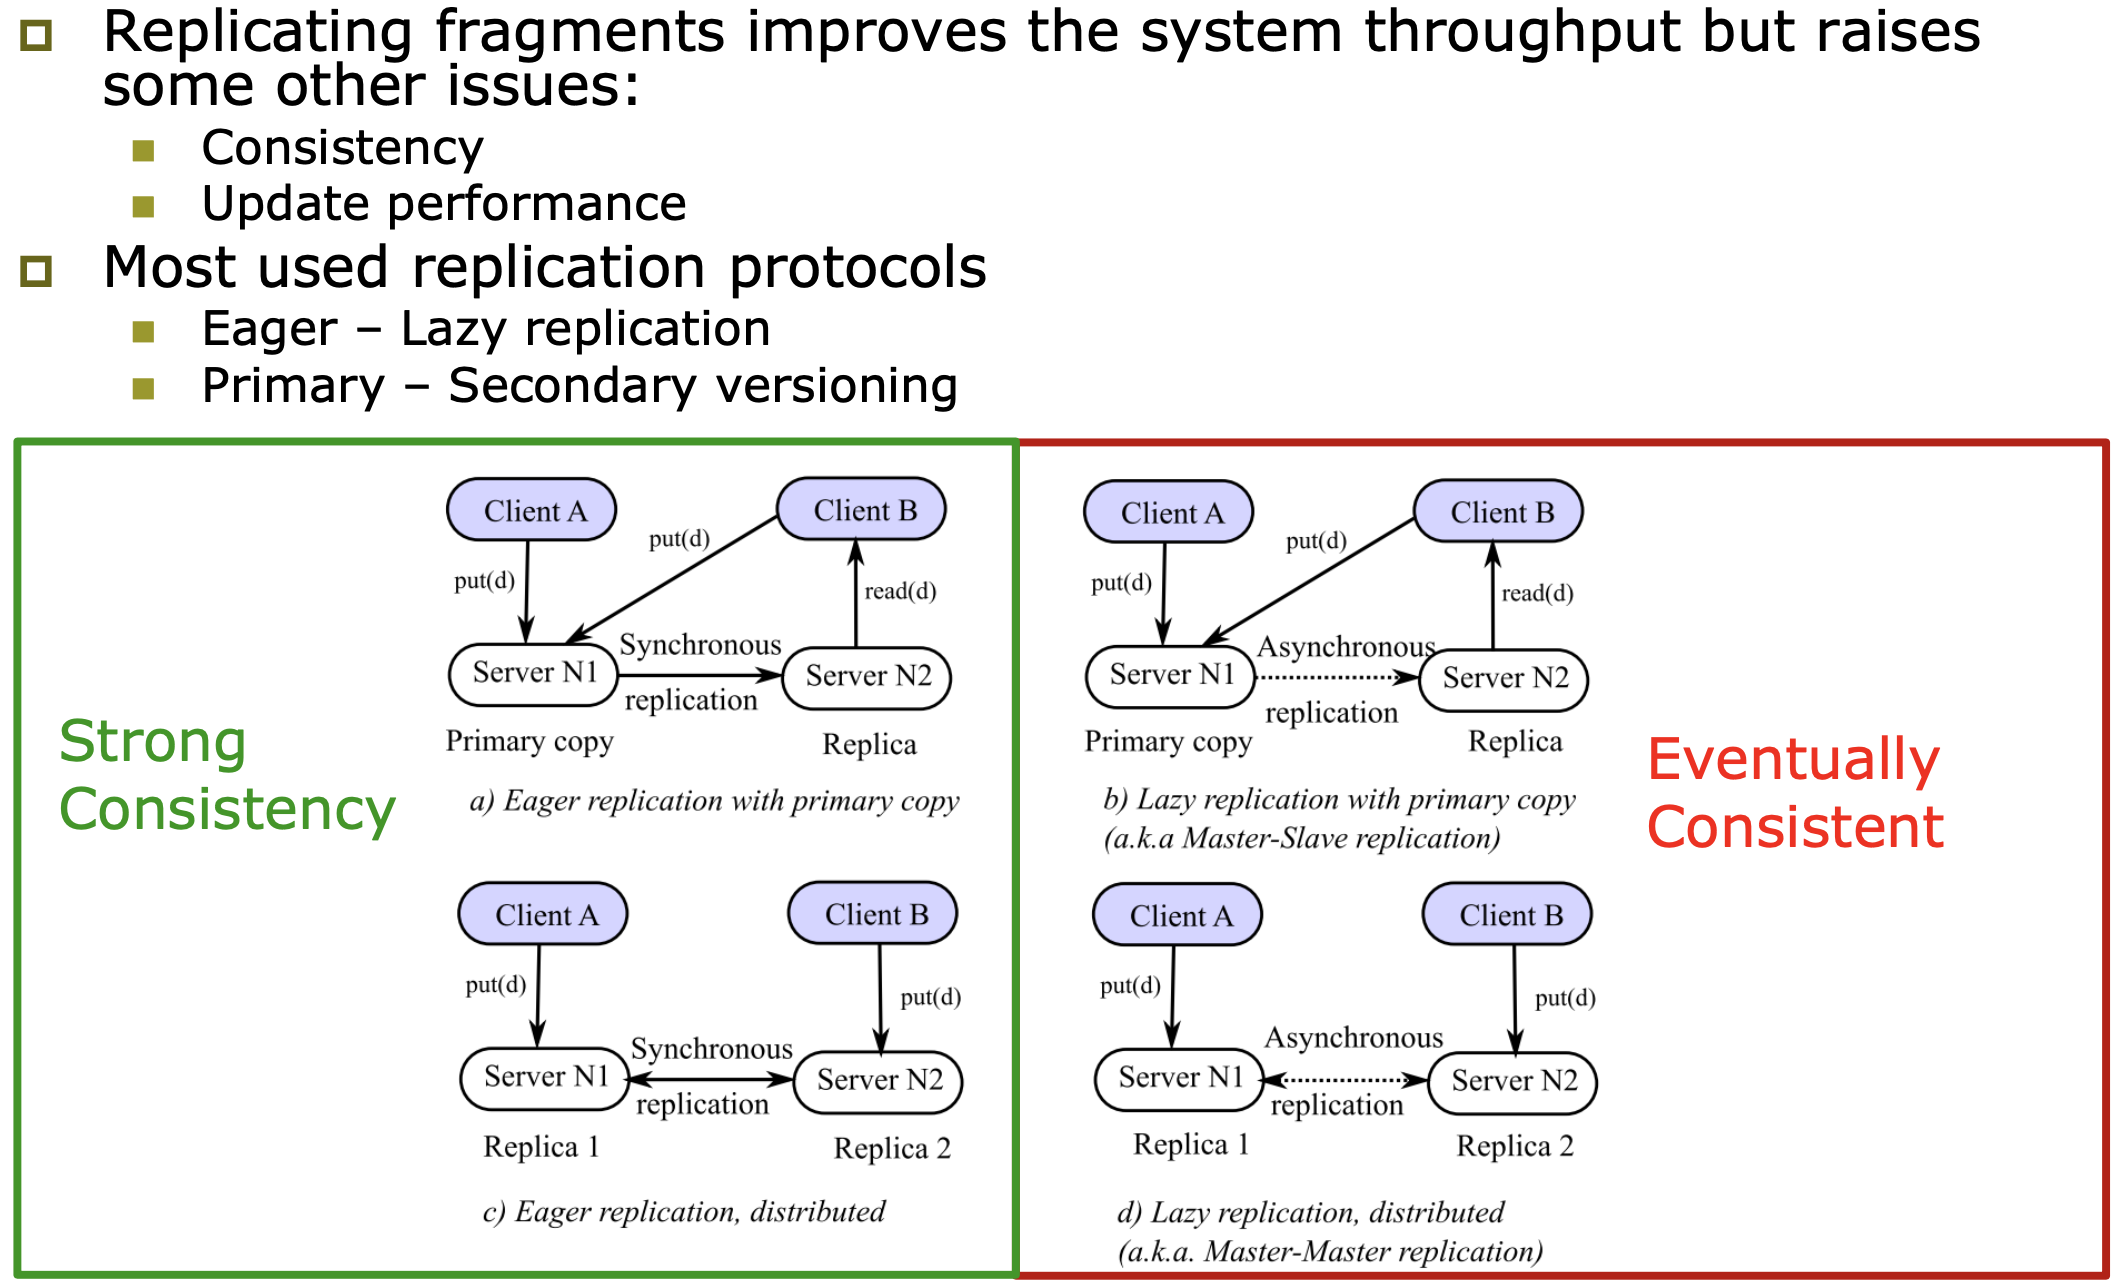 Replicating fragments improves the system throughput but raises
some other issues:
Consistency
Update performance
Most used replication protocols
Eager – Lazy replication
Primary – Secondary versioning
Strong
Consistency
Client A
Client B
put(d)
put(d)
read(d)
Server N1
Synchronous
replication
Server N2
Primary copy
Replica
a) Eager replication with primary copy
Client A
Client B
put(d)
put(d)
Synchronous
replication
Server N1
Server N2
Replica 1
Replica 2
c) Eager replication, distributed
Client A
Client B
put(d)
put(d)
read(d)
Server N1
Asynchronous
replication
Server N2
Primary copy
Replica
b) Lazy replication with primary copy
(a.k.a Master-Slave replication)
Client A
Client B
put(d)
put(d)
Asynchronous
replication
Server N1
Server N2
Replica 1
Replica 2
d) Lazy replication, distributed
(a.k.a. Master-Master replication)
Eventually
Consistent